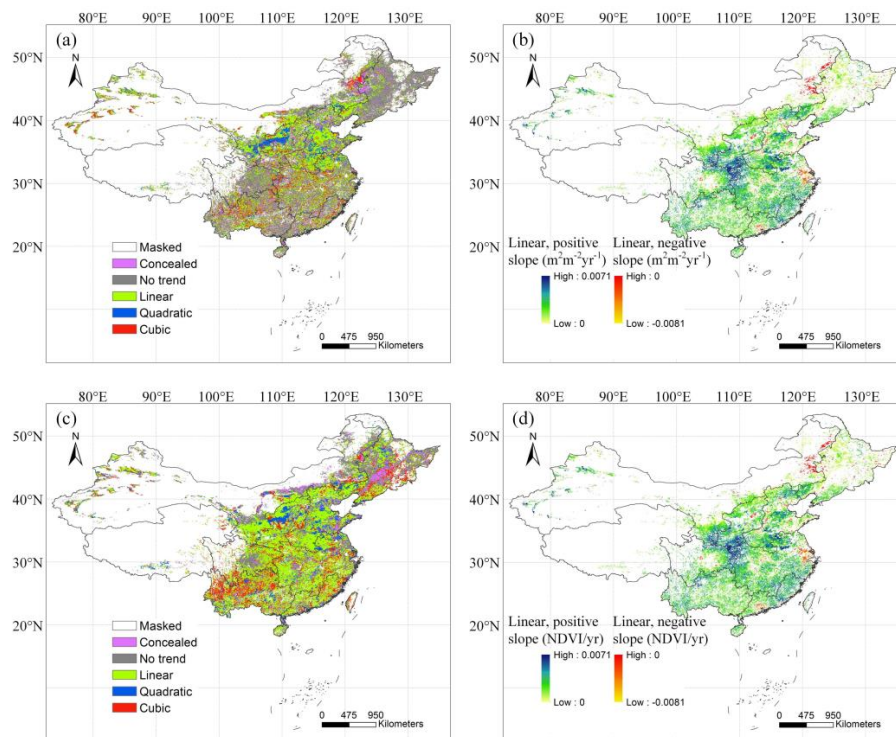 80°E 90°E 100°E 110°E 120°E 130°E
(a)
N
50°N
40°N
30°N
20°N
Masked
Concealed
No trend
Linear
Quadratic
Cubic
0 475 950
Kilometers
80°E 90°E 100°E 110°E 120°E 130°E
(b)
N
50°N
40°N
30°N
20°N
Linear, positive Linear, negative
slope (m²m⁻²yr⁻¹) slope (m²m⁻²yr⁻¹)
High : 0.0071 High : 0
Low : 0 Low : -0.0081
0 475 950
Kilometers
80°E 90°E 100°E 110°E 120°E 130°E
(c)
N
50°N
40°N
30°N
20°N
Masked
Concealed
No trend
Linear
Quadratic
Cubic
0 475 950
Kilometers
80°E 90°E 100°E 110°E 120°E 130°E
(d)
N
50°N
40°N
30°N
20°N
Linear, positive Linear, negative
slope (NDVI/yr) slope (NDVI/yr)
High : 0.0071 High : 0
Low : 0 Low : -0.0081
0 475 950
Kilometers